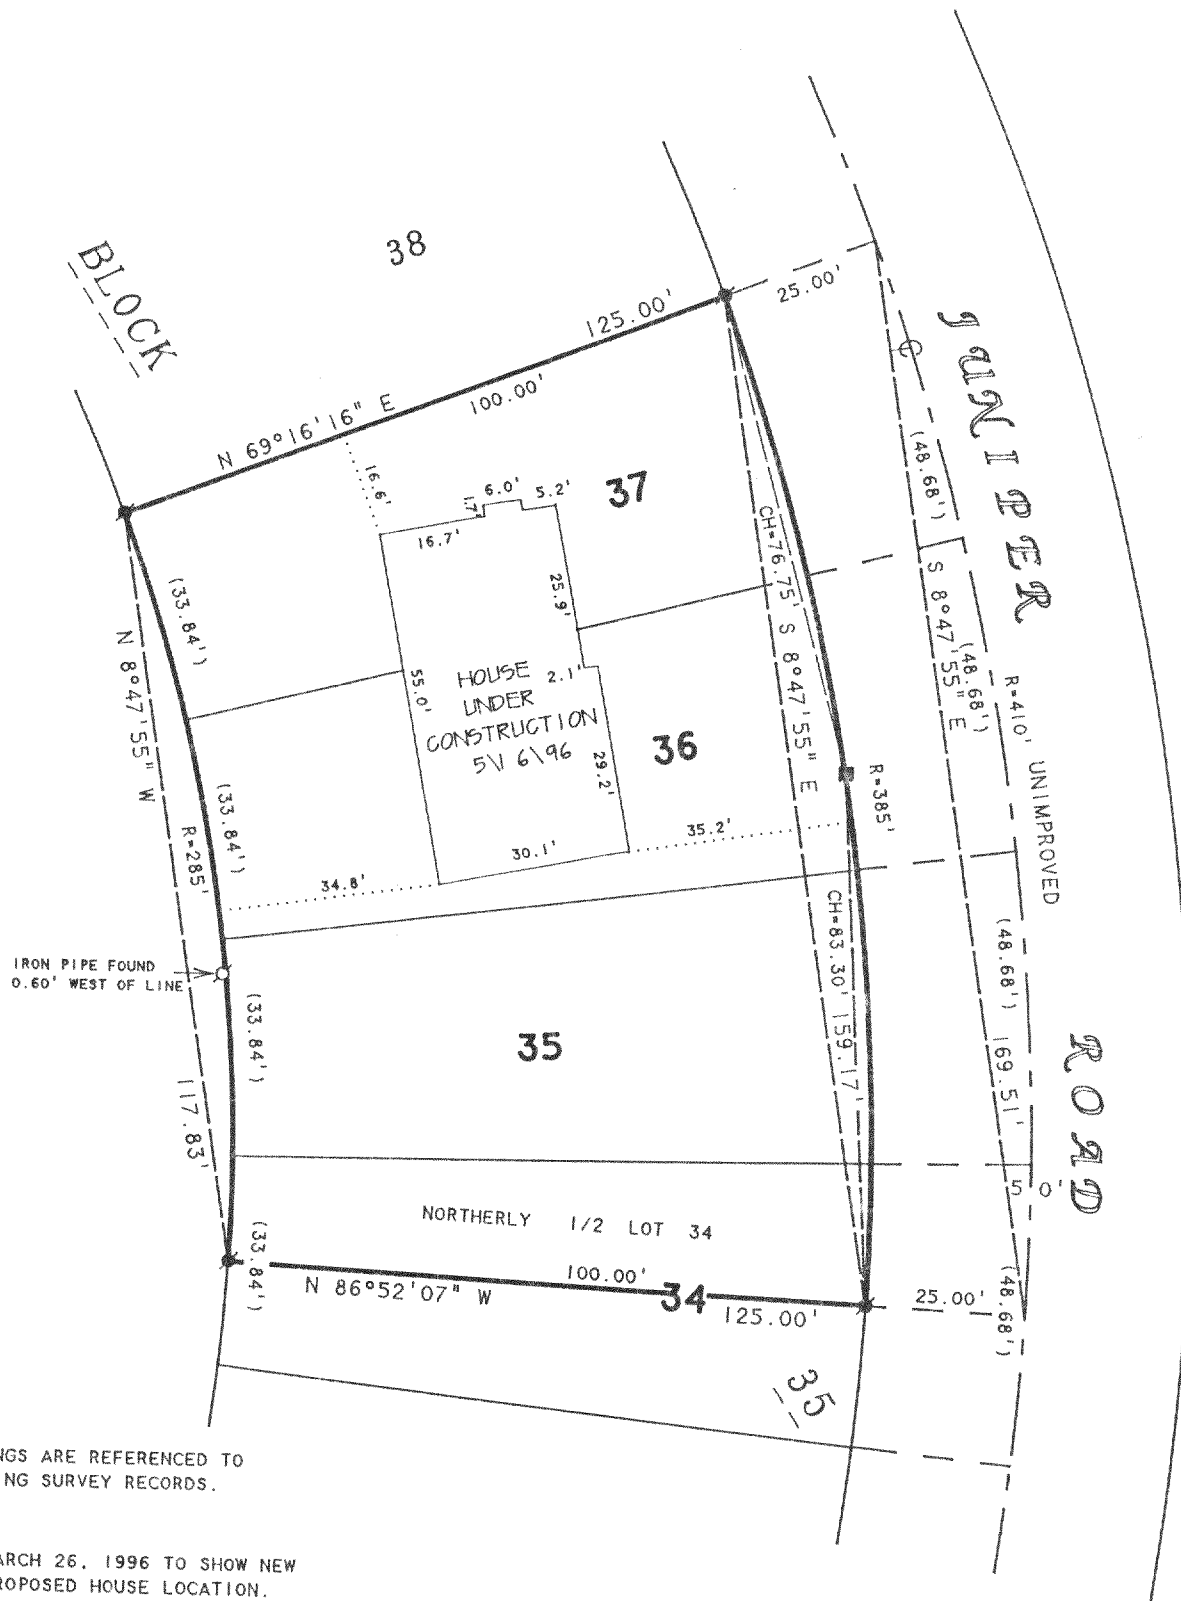 38
BLOCK
25.00'
125.00'
100.00'
N 69°16'16" E
JUNIPER
(48.68')
37
16.6'
6.0'
5.2'
1.7'
16.7'
CH=76.75'
S 8°47'55" E
25.9'
(33.84')
N 8°47'55" W
S 8°47'55" E
(48.68')
R=410' UNIMPROVED
55.0'
HOUSE
UNDER
CONSTRUCTION
5\16\96
2.1'
36
29.2'
R=385'
35.2'
30.1'
34.8'
(33.84')
R=285'
CH=83.30'
159.17'
(48.68')
IRON PIPE FOUND
0.60' WEST OF LINE
(33.84')
35
169.51'
ROAD
117.83'
50'
NORTHERLY 1/2 LOT 34
(33.84')
100.00'
N 86°52'07" W
34
125.00'
25.00'
(48.68')
35
NGS ARE REFERENCED TO
NG SURVEY RECORDS.
ARCH 26, 1996 TO SHOW NEW
ROPOSED HOUSE LOCATION.